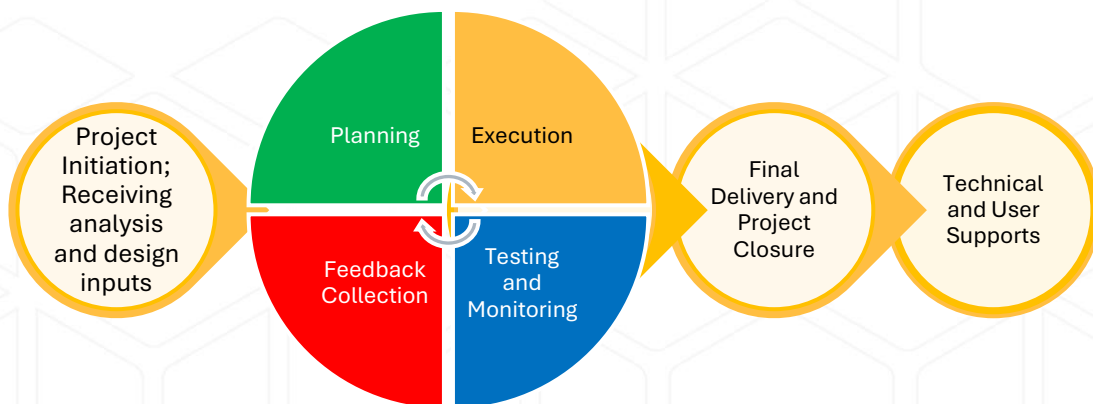 Project
Initiation;
Receiving
analysis
and design
inputs
Planning
Execution
Feedback
Collection
Testing
and
Monitoring
Final
Delivery and
Project
Closure
Technical
and User
Supports